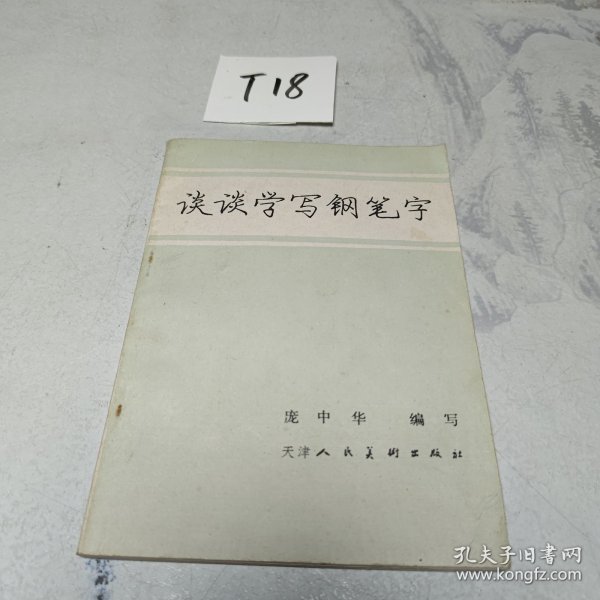 T18
谈谈学写钢笔字
庞中华 编写
天津人民美術出版社
孔夫子旧书网
www.kongfz.com